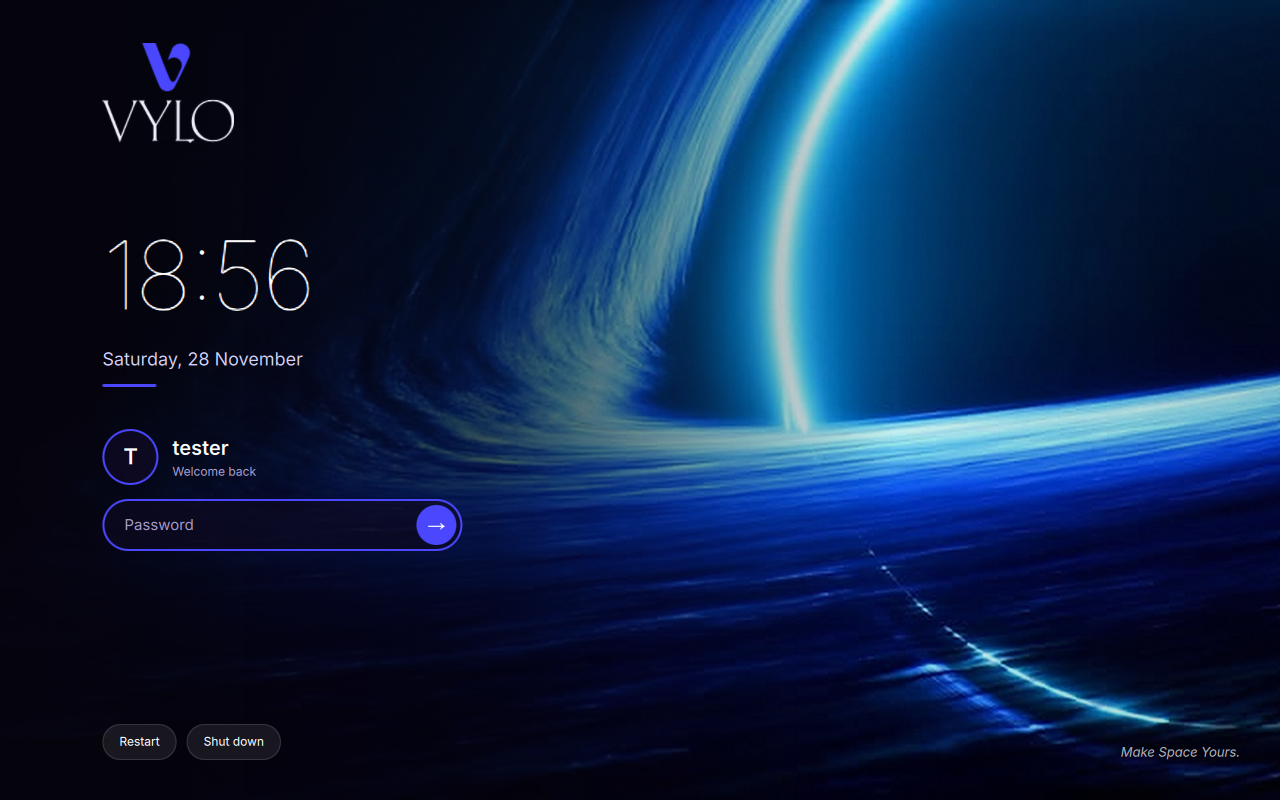 VYLO
18:56
Saturday, 28 November
T
tester
Welcome back
Password
→
Restart
Shut down
Make Space Yours.